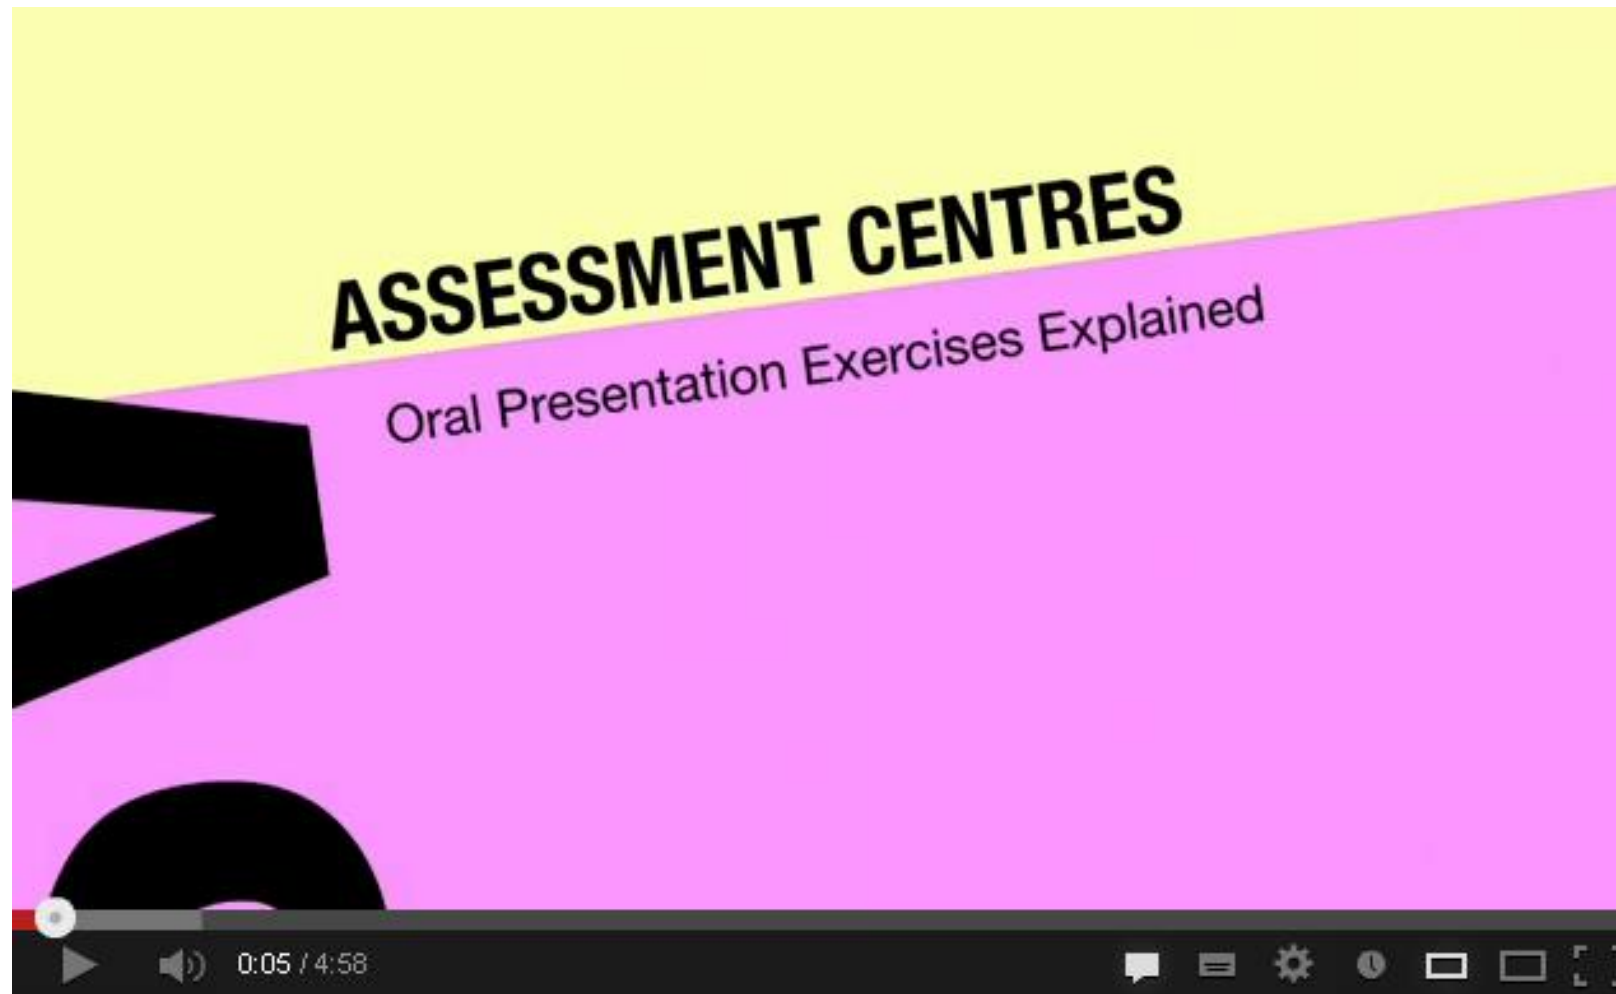 ASSESSMENT CENTRES
Oral Presentation Exercises Explained
0:05 / 4:58